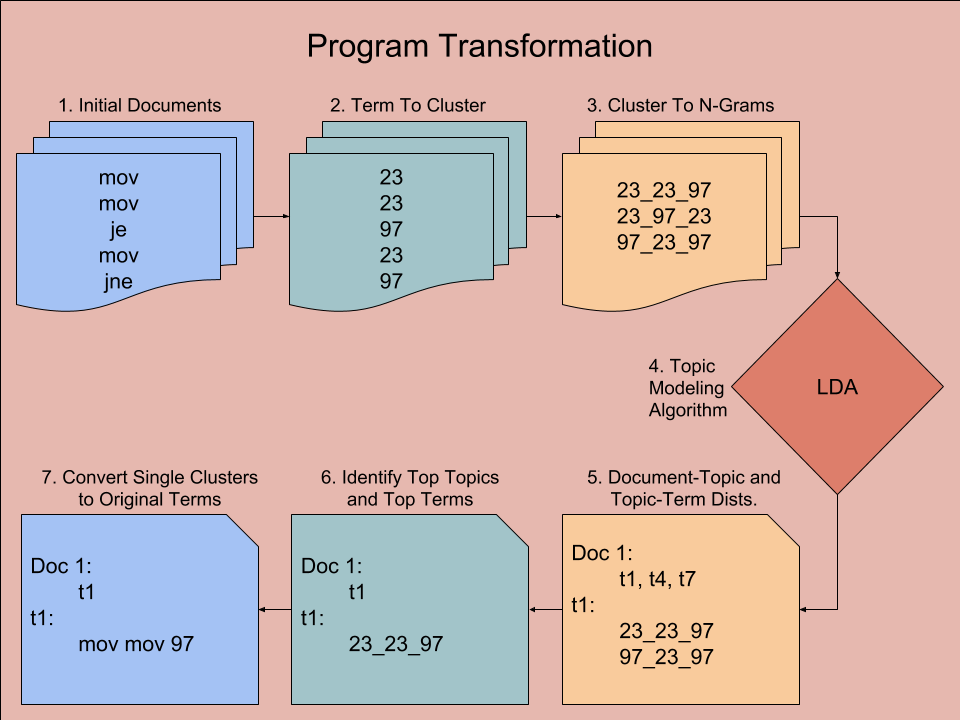 Program Transformation
1. Initial Documents
mov
mov
je
mov
jne
2. Term To Cluster
23
23
97
23
97
3. Cluster To N-Grams
23_23_97
23_97_23
97_23_97
4. Topic
Modeling
Algorithm
LDA
5. Document-Topic and
Topic-Term Dists.
Doc 1:
t1, t4, t7
t1:
23_23_97
97_23_97
6. Identify Top Topics
and Top Terms
Doc 1:
t1
t1:
23_23_97
7. Convert Single Clusters
to Original Terms
Doc 1:
t1
t1:
mov mov 97